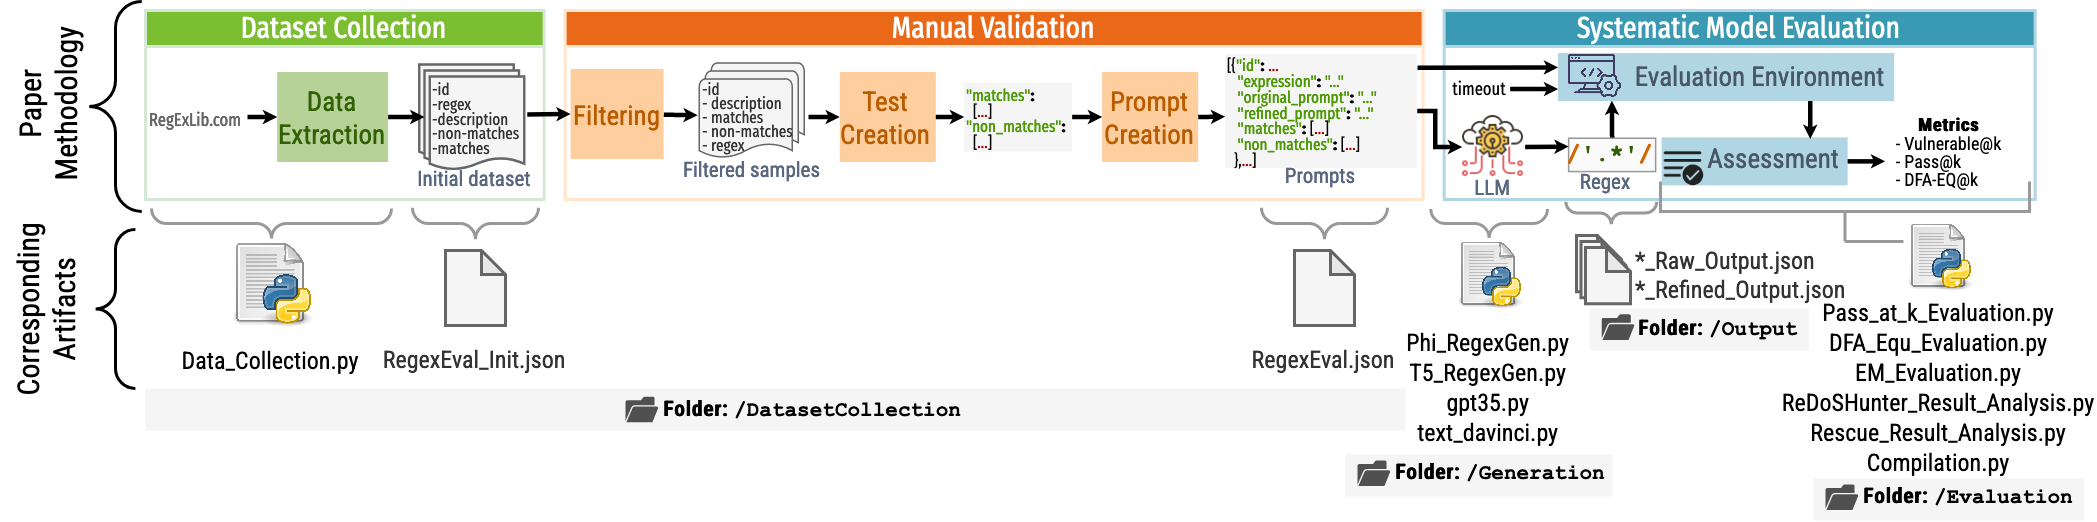 Paper
Methodology
Dataset Collection
RegExLib.com
Data
Extraction
-id
-regex
-description
-non-matches
-matches
Initial dataset
Manual Validation
Filtering
-id
- description
- matches
- non-matches
- regex
Filtered samples
Test
Creation
"matches":
[...]
"non_matches":
[...]
Prompt
Creation
[{"id": ...
"expression": "..."
"original_prompt": "..."
"refined_prompt": "..."
"matches": [...]
"non_matches": [...]
},...]
Prompts
Systematic Model Evaluation
timeout
Evaluation Environment
LLM
/'.*'/
Regex
Assessment
Metrics
- Vulnerable@k
- Pass@k
- DFA-EQ@k
Corresponding
Artifacts
Data_Collection.py
RegexEval_Init.json
RegexEval.json
Folder: /DatasetCollection
Phi_RegexGen.py
T5_RegexGen.py
gpt35.py
text_davinci.py
Folder: /Generation
*_Raw_Output.json
*_Refined_Output.json
Folder: /Output
Pass_at_k_Evaluation.py
DFA_Equ_Evaluation.py
EM_Evaluation.py
ReDoSHunter_Result_Analysis.py
Rescue_Result_Analysis.py
Compilation.py
Folder: /Evaluation